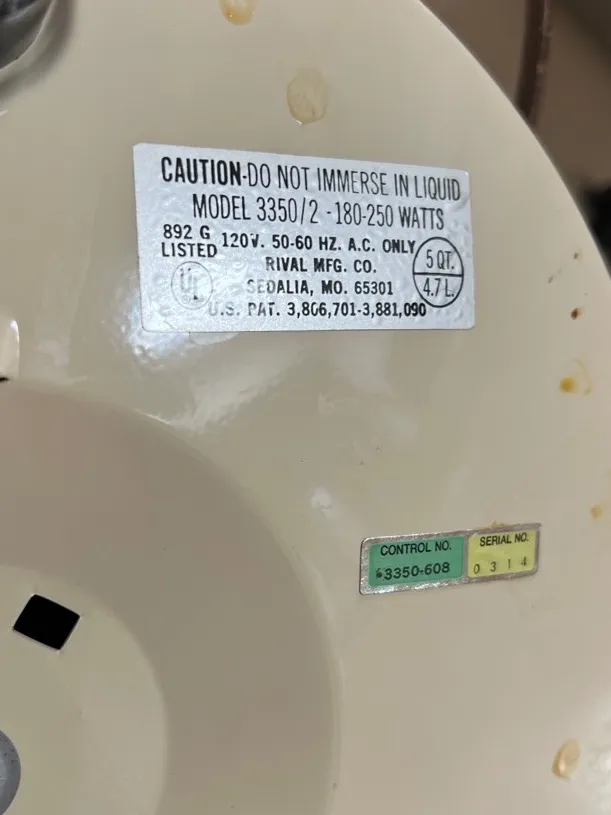 CAUTION-DO NOT IMMERSE IN LIQUID
MODEL 3350/2 -180-250 WATTS
892 G 120V. 50-60 HZ. A.C. ONLY
LISTED
RIVAL MFG. CO.
5 QT.
4.7 L.
UL
SEDALIA, MO. 65301
U.S. PAT. 3,806,701-3,881,090
CONTROL NO.
3350-608
SERIAL NO.
0 3 1 4